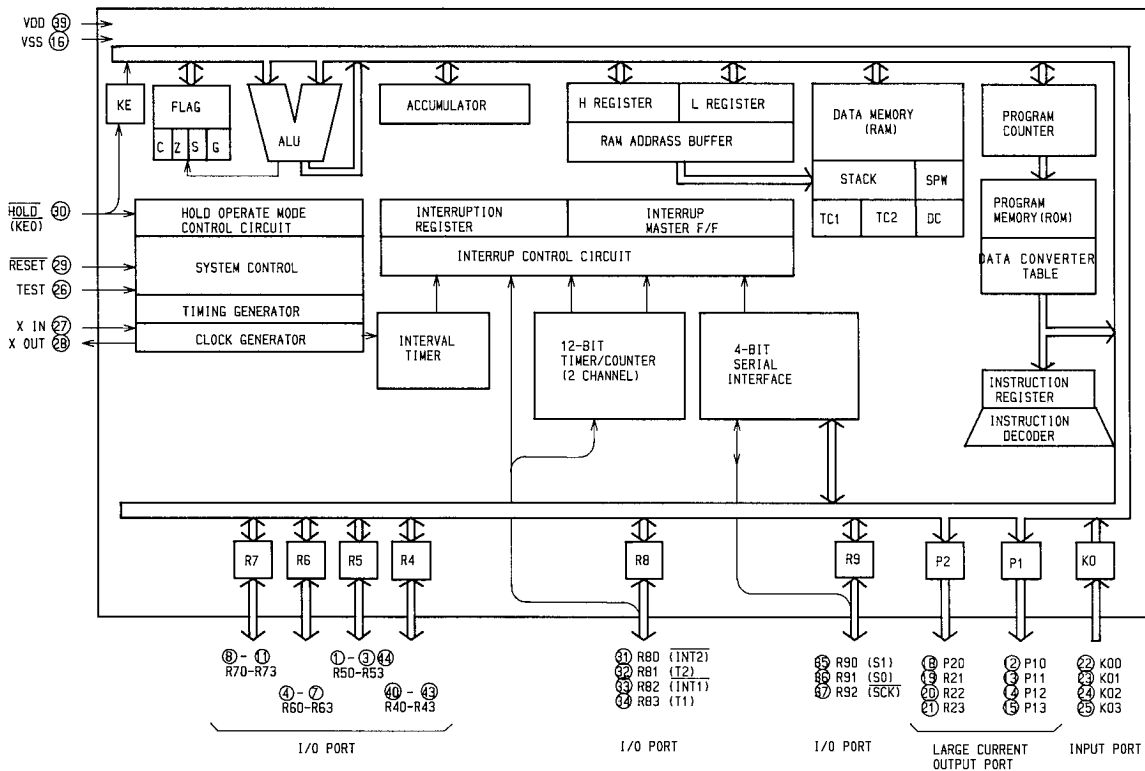 VDD 39
VSS 16
KE
FLAG
C Z S G
ALU
ACCUMULATOR
H REGISTER
L REGISTER
RAM ADDRASS BUFFER
DATA MEMORY
(RAM)
STACK
SPW
TC1
TC2
DC
PROGRAM
COUNTER
PROGRAM
MEMORY(ROM)
DATA CONVERTER
TABLE
HOLD 30
(KE0)
RESET 29
TEST 26
X IN 27
X OUT 28
HOLD OPERATE MODE
CONTROL CIRCUIT
SYSTEM CONTROL
TIMING GENERATOR
CLOCK GENERATOR
INTERRUPTION
REGISTER
INTERRUP
MASTER F/F
INTERRUP CONTROL CIRCUIT
INTERVAL
TIMER
12-BIT
TIMER/COUNTER
(2 CHANNEL)
4-BIT
SERIAL
INTERFACE
INSTRUCTION
REGISTER
INSTRUCTION
DECODER
R7
R6
R5
R4
R8
R9
P2
P1
K0
8 - 11
R70-R73
4 - 7
R60-R63
1 - 3 44
R50-R53
40 - 43
R40-R43
I/O PORT
31 R80 (INT2)
32 R81 (T2)
33 R82 (INT1)
34 R83 (T1)
I/O PORT
35 R90 (S1)
36 R91 (S0)
37 R92 (SCK)
I/O PORT
18 P20
19 R21
20 R22
21 R23
12 P10
13 P11
14 P12
15 P13
LARGE CURRENT
OUTPUT PORT
22 K00
23 K01
24 K02
25 K03
INPUT PORT